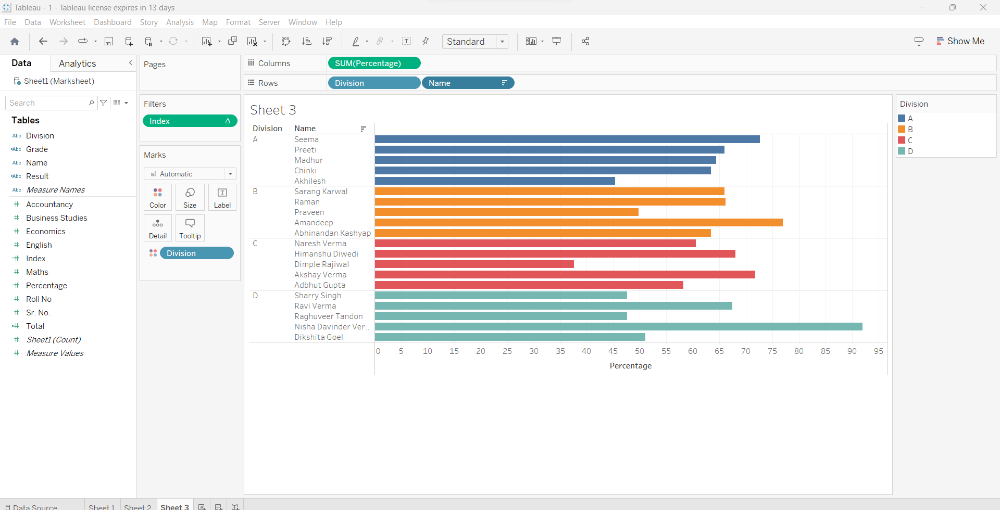 Tableau - 1 - Tableau license expires in 13 days
File Data Worksheet Dashboard Story Analysis Map Format Server Window Help
Standard
Show Me
Data Analytics
Sheet1 (Marksheet)
Search
Tables
Abc Division
=Abc Grade
Abc Name
=Abc Result
Abc Measure Names
# Accountancy
# Business Studies
# Economics
# English
=# Index
# Maths
=# Percentage
# Roll No
# Sr. No.
=# Total
# Sheet1 (Count)
# Measure Values
Pages
Filters
Index Δ
Marks
Automatic
Color Size Label
Detail Tooltip
Division
Columns SUM(Percentage)
Rows Division Name
Sheet 3
Division Name
A Seema
Preeti
Madhur
Chinki
Akhilesh
B Sarang Karwal
Raman
Praveen
Amandeep
Abhinandan Kashyap
C Naresh Verma
Himanshu Diwedi
Dimple Rajiwal
Akshay Verma
Adbhut Gupta
D Sharry Singh
Ravi Verma
Raghuveer Tandon
Nisha Davinder Ver..
Dikshita Goel
0 5 10 15 20 25 30 35 40 45 50 55 60 65 70 75 80 85 90 95
Percentage
Division
A
B
C
D
Data Source Sheet 1 Sheet 2 Sheet 3